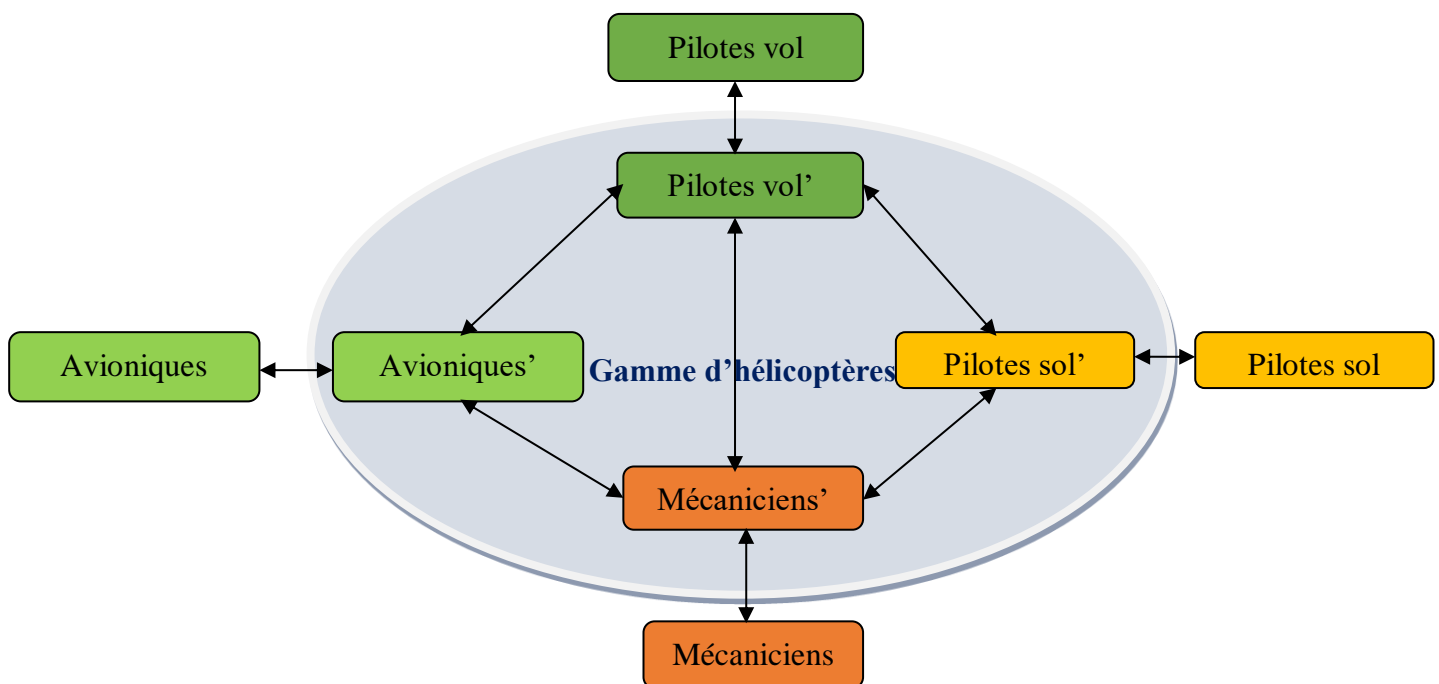 Pilotes vol
Pilotes vol’
Avioniques
Avioniques’
Gamme d’hélicoptères
Pilotes sol’
Pilotes sol
Mécaniciens’
Mécaniciens